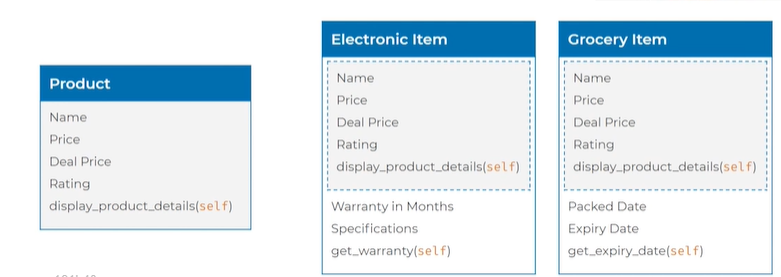 Product
Name
Price
Deal Price
Rating
display_product_details(self)
Electronic Item
Name
Price
Deal Price
Rating
display_product_details(self)
Warranty in Months
Specifications
get_warranty(self)
Grocery Item
Name
Price
Deal Price
Rating
display_product_details(self)
Packed Date
Expiry Date
get_expiry_date(self)